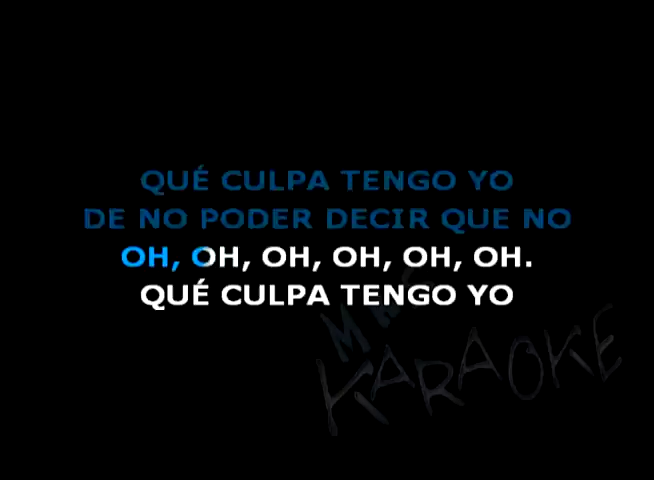 QUÉ CULPA TENGO YO
DE NO PODER DECIR QUE NO
OH, OH, OH, OH, OH, OH.
QUÉ CULPA TENGO YO
KARAOKE